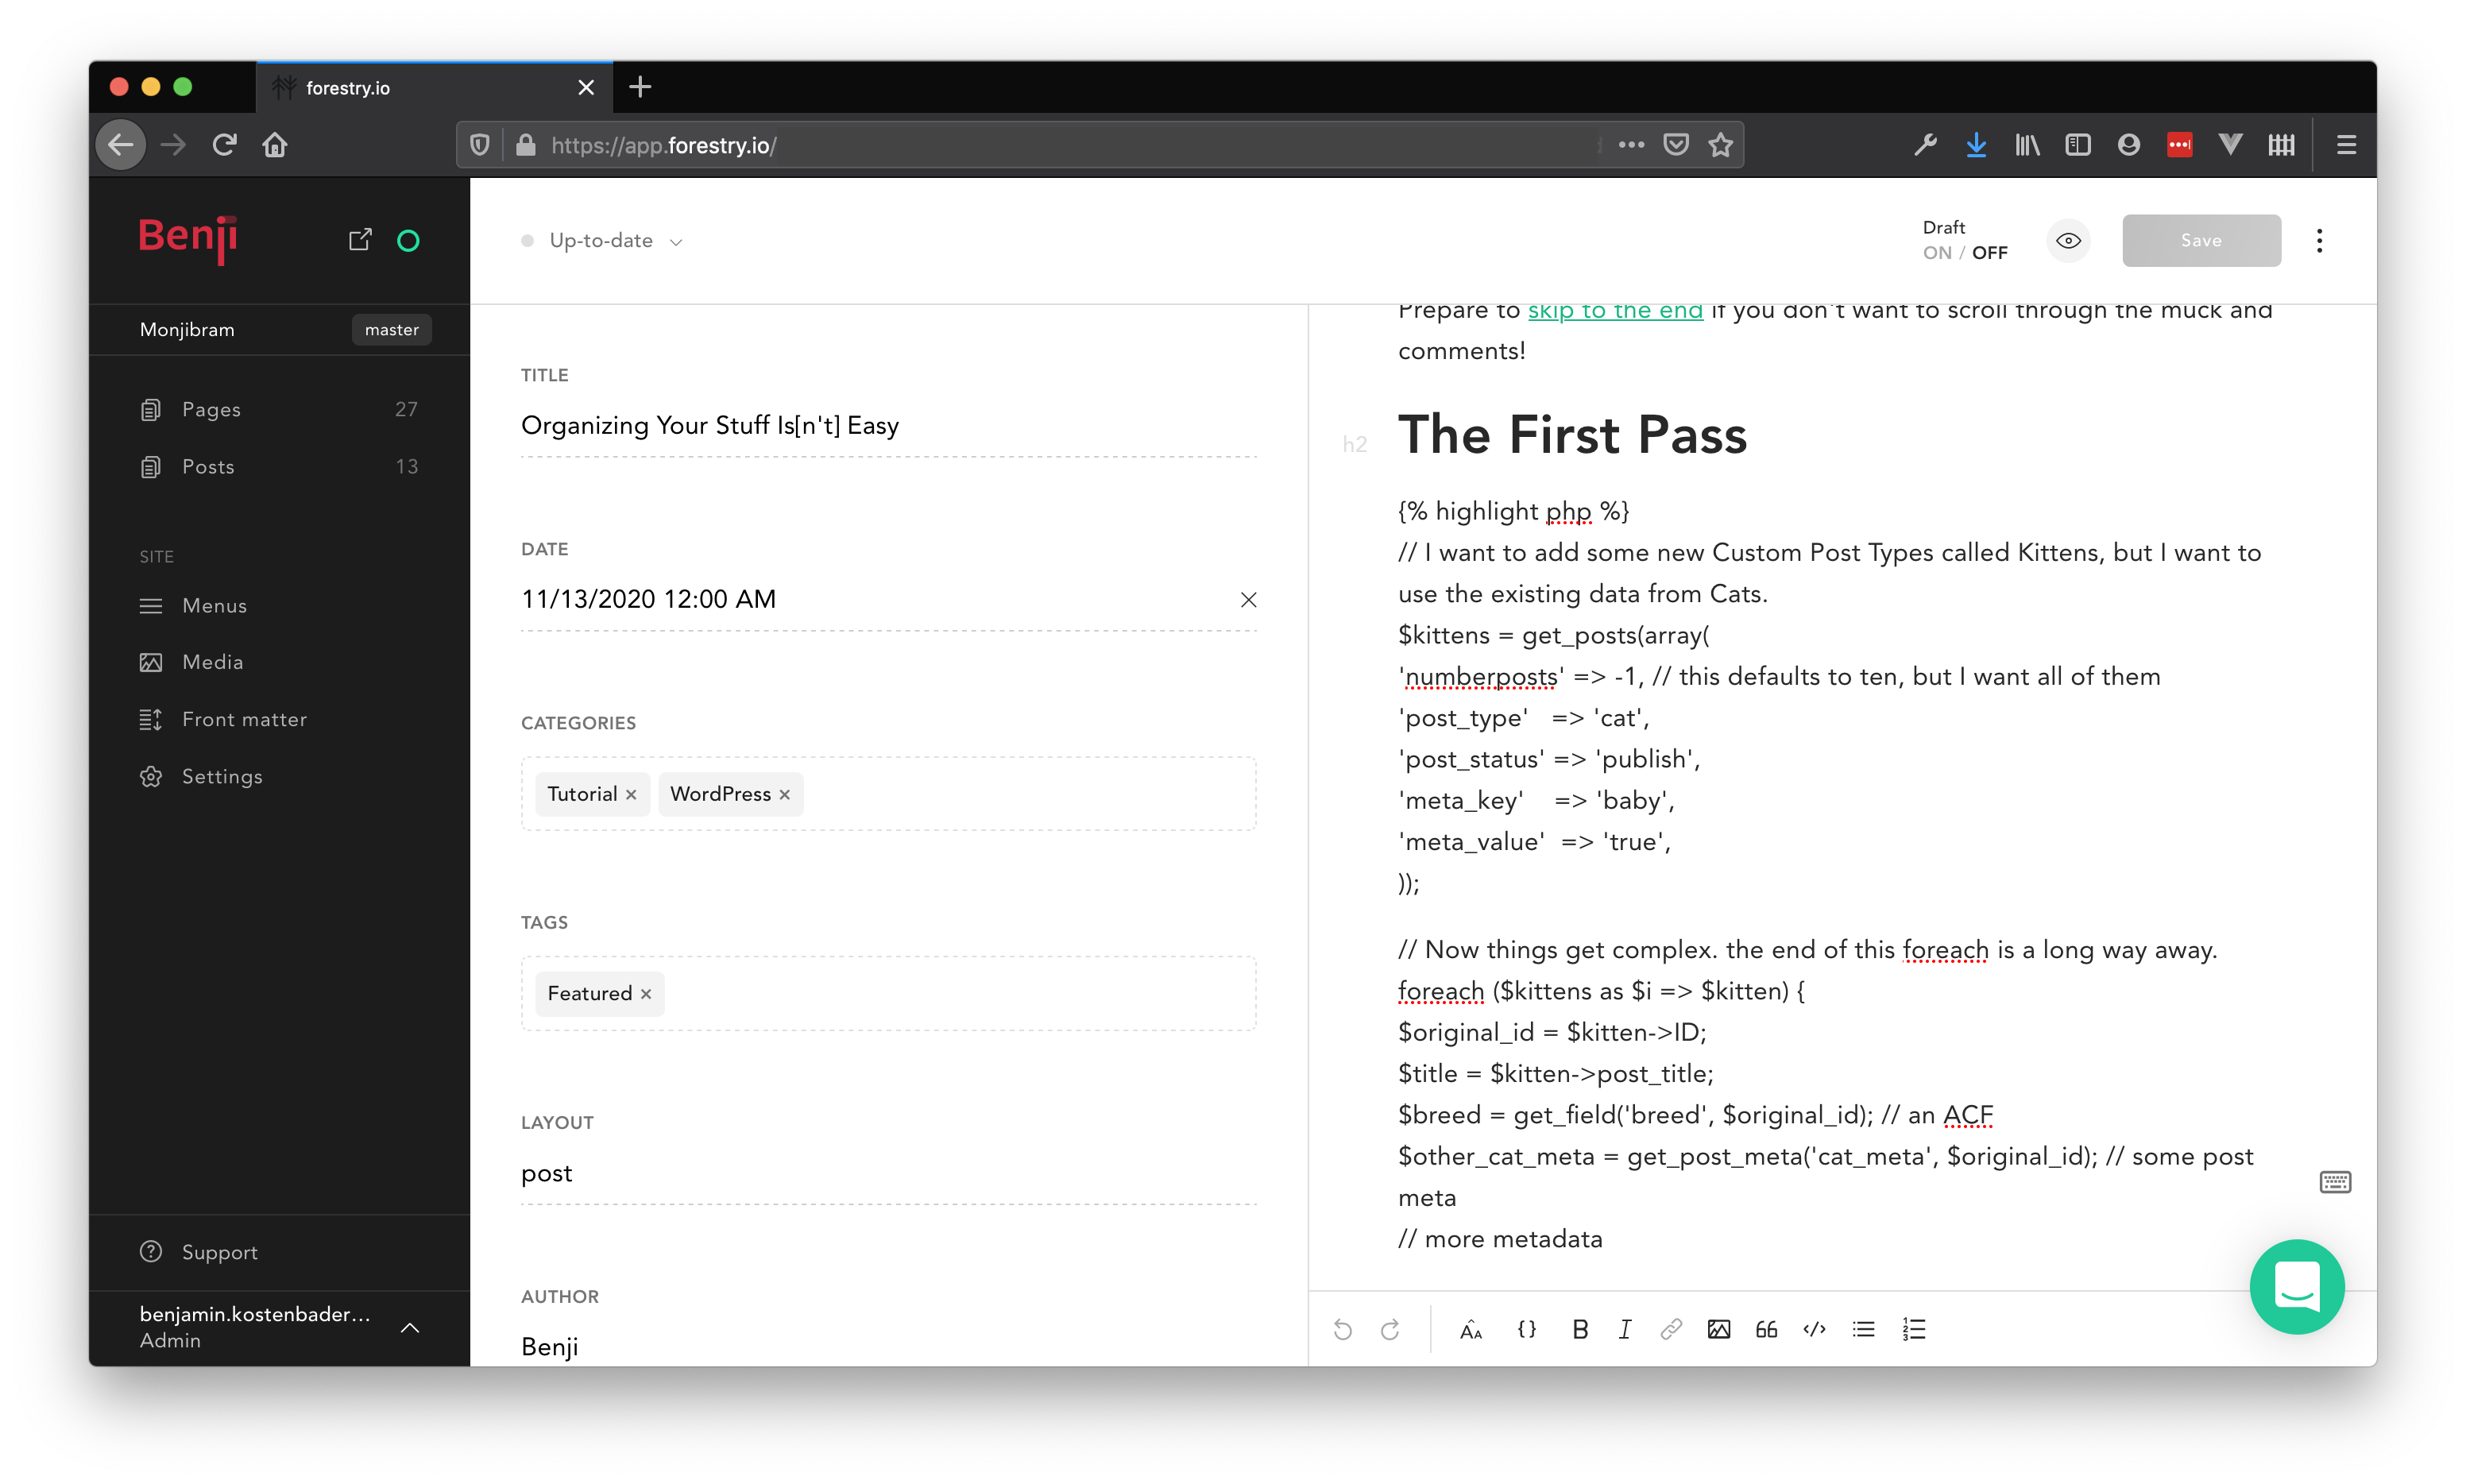 forestry.io
https://app.forestry.io/
Benji
Monjibram
master
Pages
27
Posts
13
SITE
Menus
Media
Front matter
Settings
Support
benjamin.kostenbader...
Admin
Up-to-date
Draft
ON / OFF
Save
TITLE
Organizing Your Stuff Is[n't] Easy
DATE
11/13/2020 12:00 AM
CATEGORIES
Tutorial ×
WordPress ×
TAGS
Featured ×
LAYOUT
post
AUTHOR
Benji
Prepare to skip to the end if you don't want to scroll through the muck and
comments!
h2
The First Pass
{% highlight php %}
// I want to add some new Custom Post Types called Kittens, but I want to
use the existing data from Cats.
$kittens = get_posts(array(
'numberposts' => -1, // this defaults to ten, but I want all of them
'post_type'   => 'cat',
'post_status' => 'publish',
'meta_key'    => 'baby',
'meta_value'  => 'true',
));
// Now things get complex. the end of this foreach is a long way away.
foreach ($kittens as $i => $kitten) {
$original_id = $kitten->ID;
$title = $kitten->post_title;
$breed = get_field('breed', $original_id); // an ACF
$other_cat_meta = get_post_meta('cat_meta', $original_id); // some post
meta
// more metadata